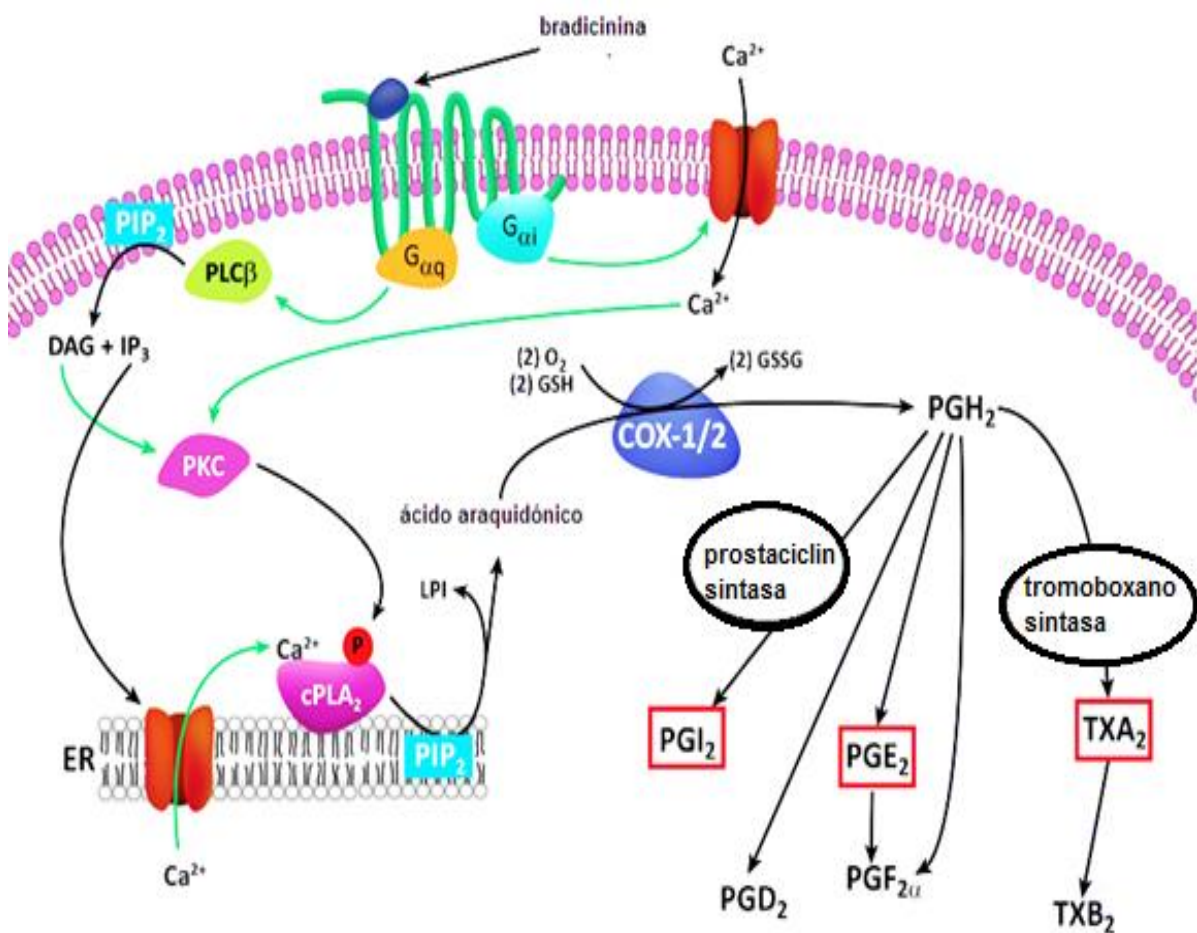 bradicinina
Ca²⁺
PIP₂
PLCβ
Gαq
Gαi
Ca²⁺
DAG + IP₃
(2) O₂
(2) GSH
(2) GSSG
COX-1/2
PGH₂
PKC
ácido araquidónico
prostaciclin
sintasa
tromoboxano
sintasa
LPI
Ca²⁺
P
cPLA₂
PIP₂
ER
Ca²⁺
PGI₂
PGE₂
TXA₂
PGD₂
PGF₂α
TXB₂